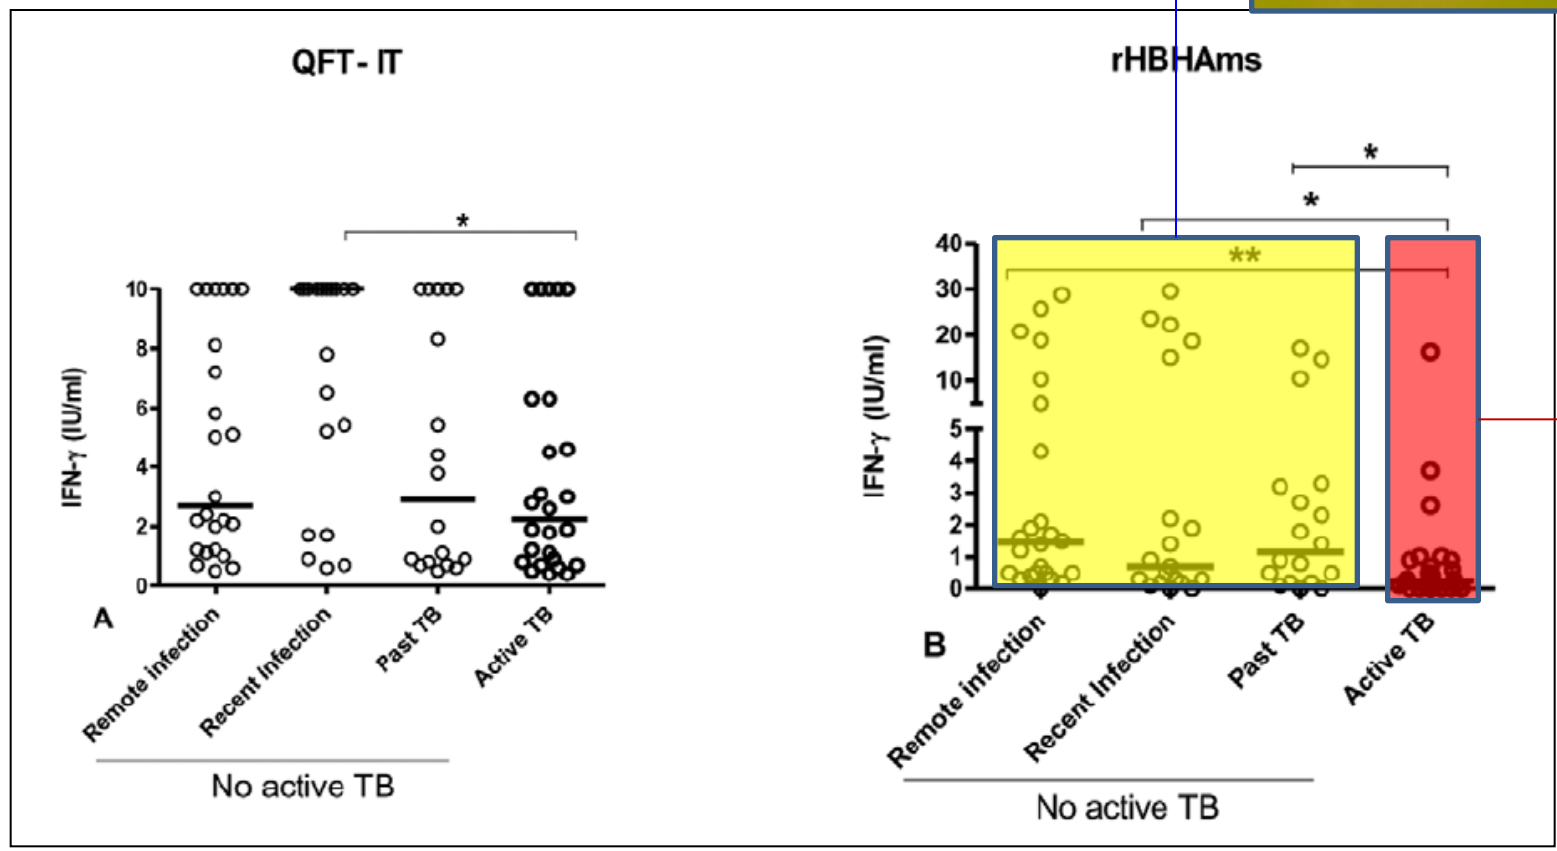 QFT - IT
*
IFN-γ (IU/ml)
10
8
6
4
2
0
A
Remote infection
Recent Infection
Past TB
Active TB
No active TB
rHBHAms
*
*
**
IFN-γ (IU/ml)
40
30
20
10
5
4
3
2
1
0
B
Remote infection
Recent Infection
Past TB
Active TB
No active TB